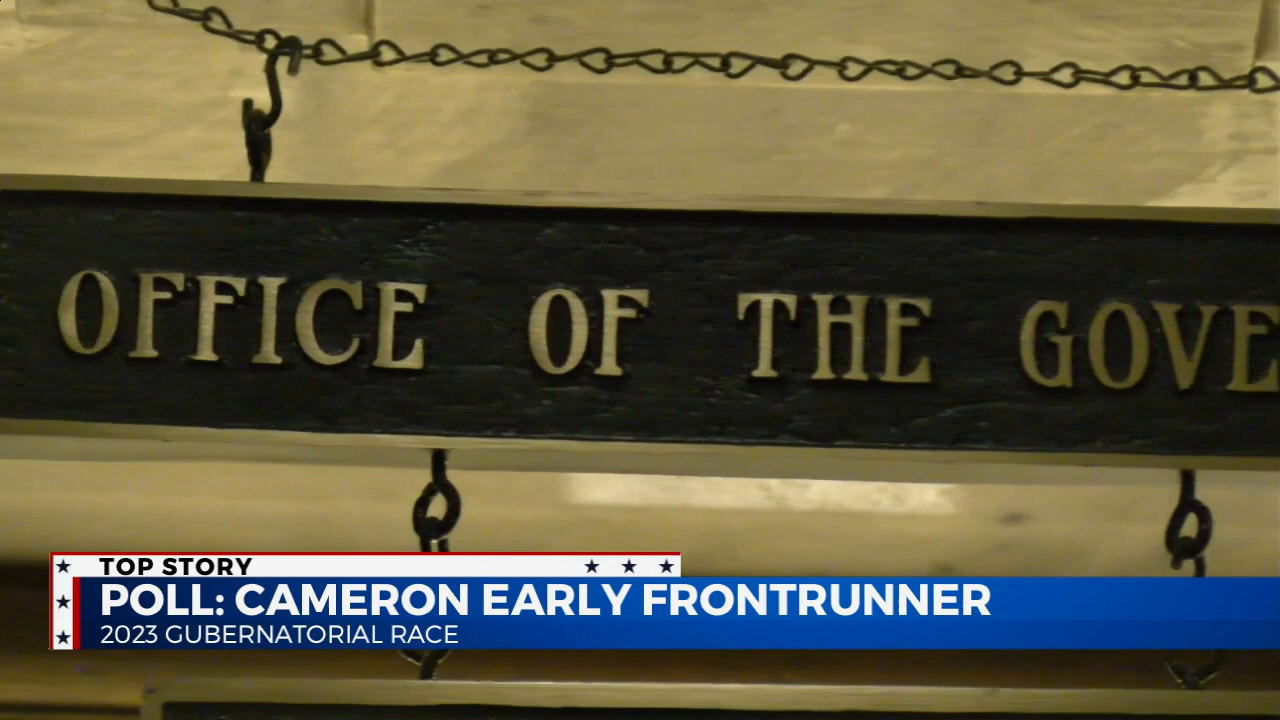 OFFICE OF THE GOVE
TOP STORY
POLL: CAMERON EARLY FRONTRUNNER
2023 GUBERNATORIAL RACE